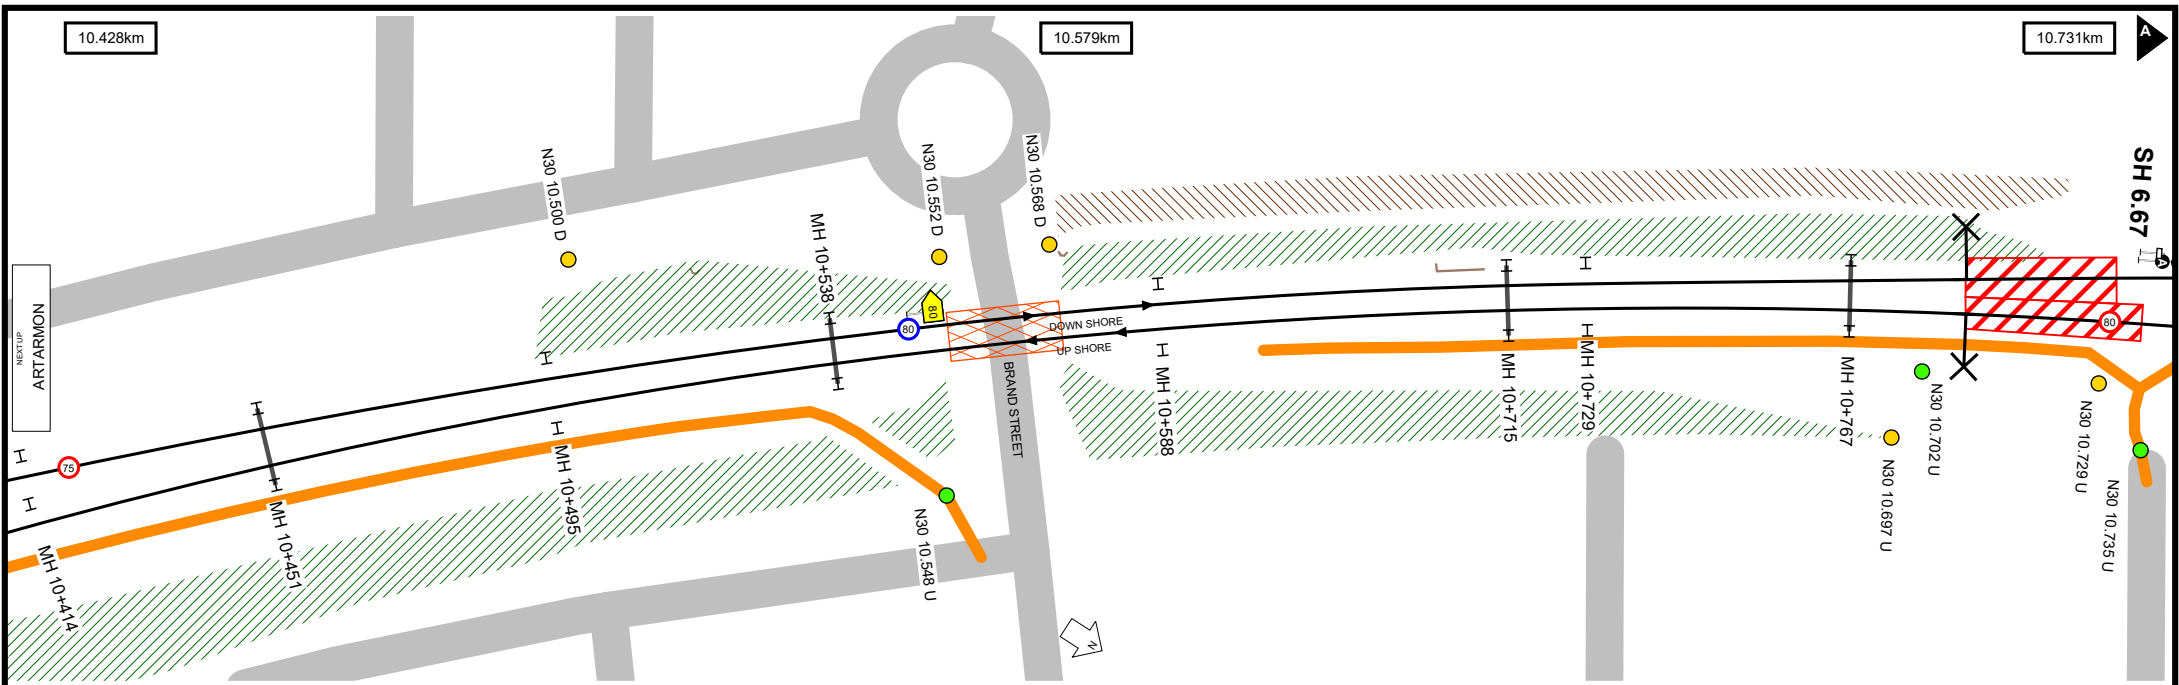 10.428km
10.579km
10.731km
A
SH 6.67
A
N30 10.500 D
N30 10.552 D
N30 10.568 D
MH 10+538
80
80
DOWN SHORE
UP SHORE
BRAND STREET
NEXT UP
ARTARMON
75
80
MH 10+414
MH 10+451
MH 10+495
N30 10.548 U
MH 10+588
MH 10+715
MH 10+729
MH 10+767
N30 10.702 U
N30 10.697 U
N30 10.729 U
N30 10.735 U
N